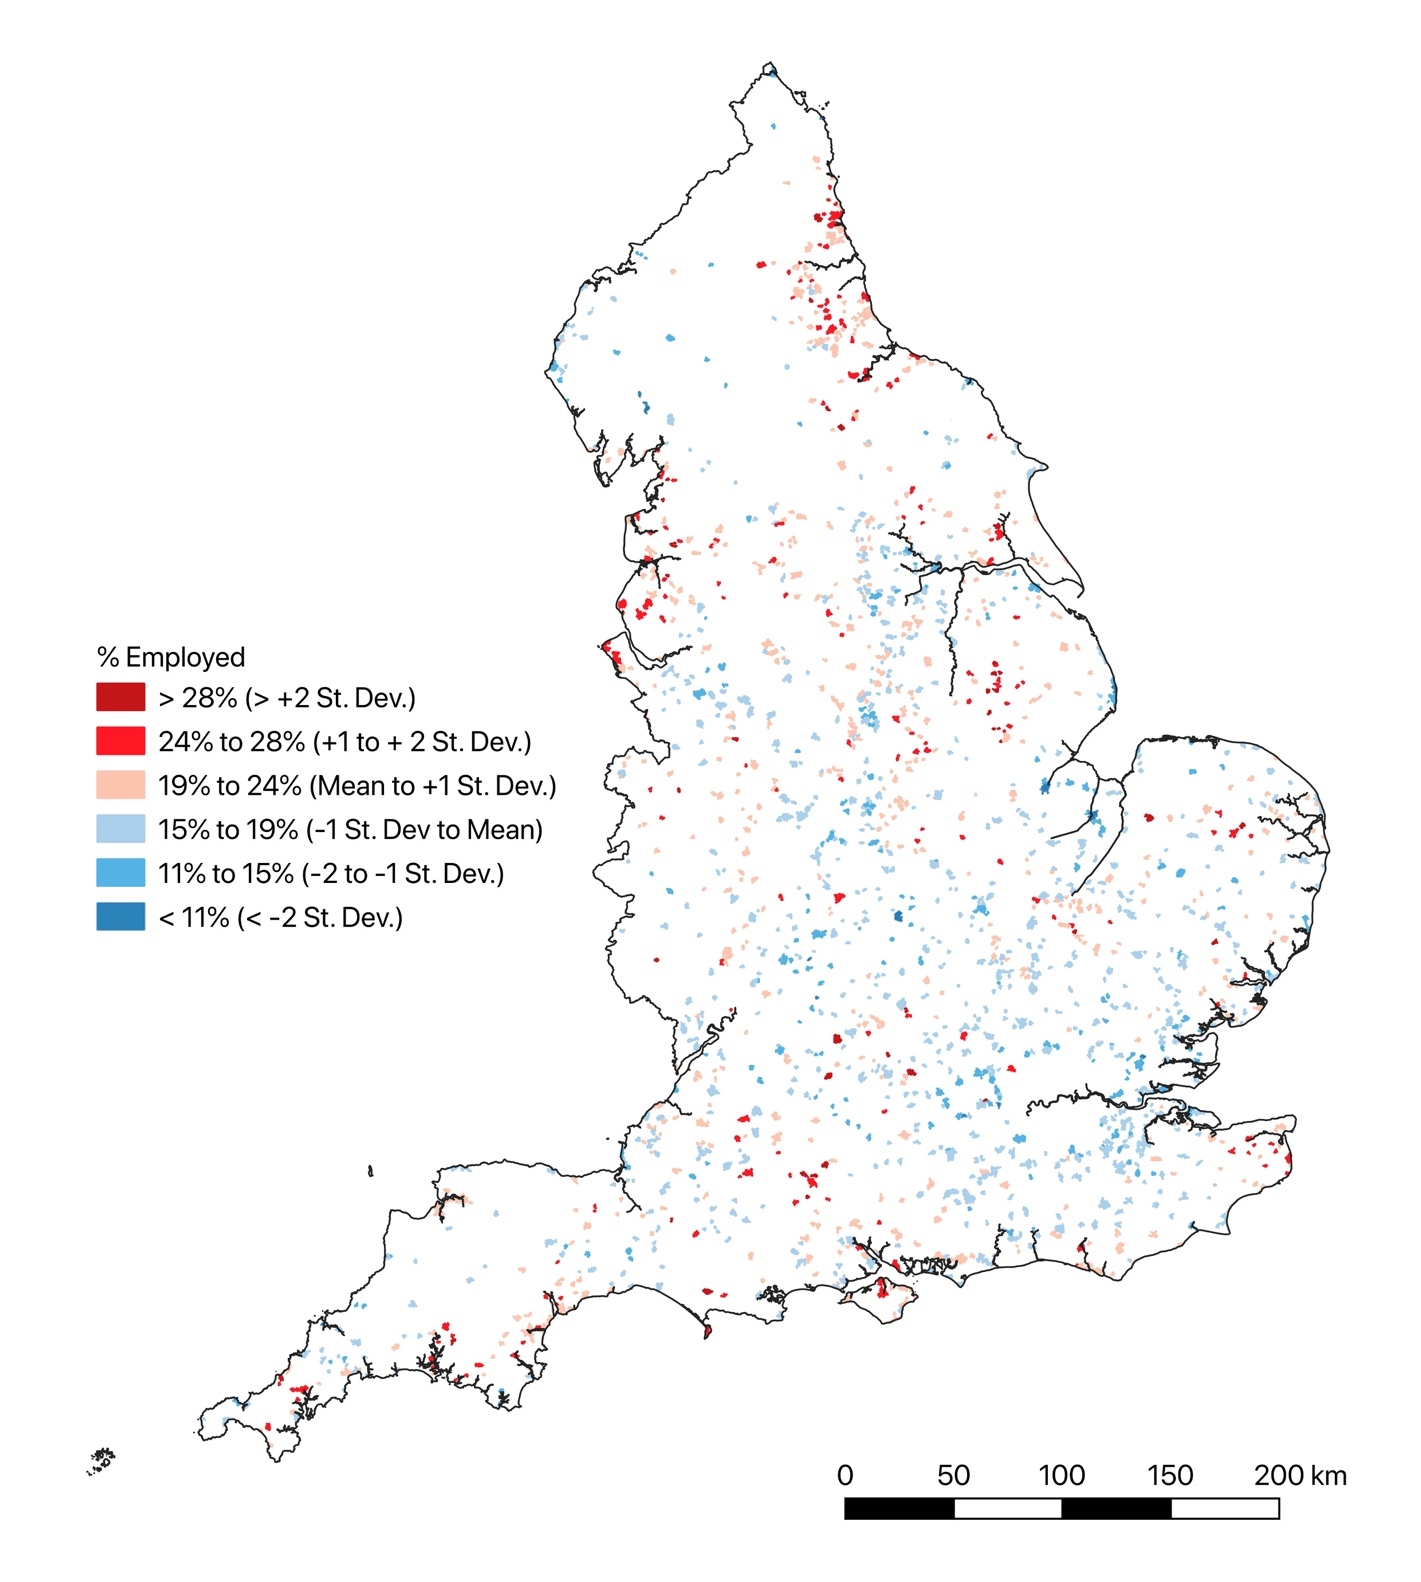 % Employed
> 28% (> +2 St. Dev.)
24% to 28% (+1 to + 2 St. Dev.)
19% to 24% (Mean to +1 St. Dev.)
15% to 19% (-1 St. Dev to Mean)
11% to 15% (-2 to -1 St. Dev.)
< 11% (< -2 St. Dev.)
0 50 100 150 200 km